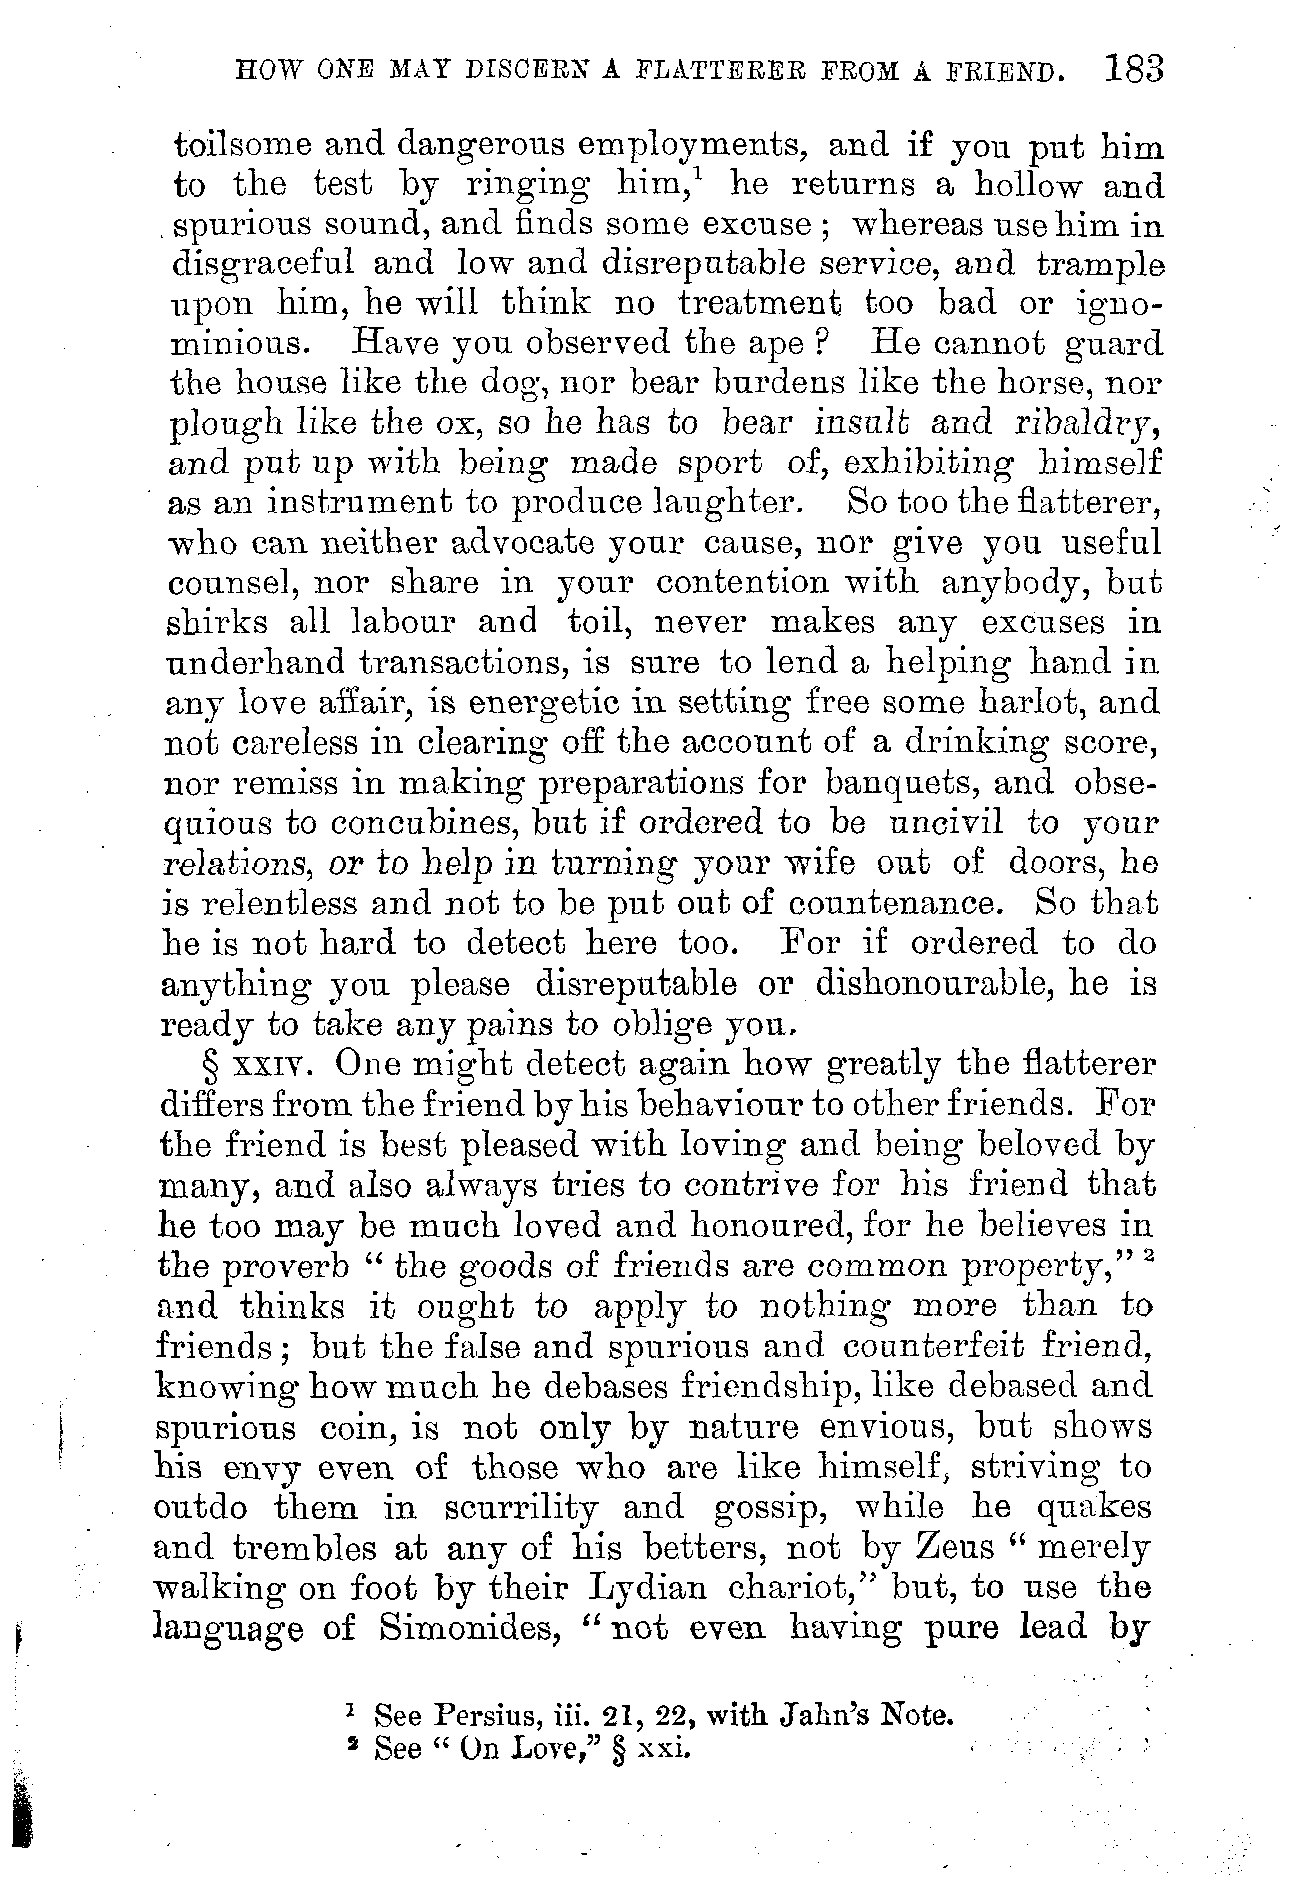 HOW ONE MAY DISCERN A FLATTERER FROM A FRIEND. 183
toilsome and dangerous employments, and if you put him
to the test by ringing him,¹ he returns a hollow and
spurious sound, and finds some excuse; whereas use him in
disgraceful and low and disreputable service, and trample
upon him, he will think no treatment too bad or igno-
minious. Have you observed the ape? He cannot guard
the house like the dog, nor bear burdens like the horse, nor
plough like the ox, so he has to bear insult and ribaldry,
and put up with being made sport of, exhibiting himself
as an instrument to produce laughter. So too the flatterer,
who can neither advocate your cause, nor give you useful
counsel, nor share in your contention with anybody, but
shirks all labour and toil, never makes any excuses in
underhand transactions, is sure to lend a helping hand in
any love affair, is energetic in setting free some harlot, and
not careless in clearing off the account of a drinking score,
nor remiss in making preparations for banquets, and obse-
quious to concubines, but if ordered to be uncivil to your
relations, or to help in turning your wife out of doors, he
is relentless and not to be put out of countenance. So that
he is not hard to detect here too. For if ordered to do
anything you please disreputable or dishonourable, he is
ready to take any pains to oblige you.
§ XXIV. One might detect again how greatly the flatterer
differs from the friend by his behaviour to other friends. For
the friend is best pleased with loving and being beloved by
many, and also always tries to contrive for his friend that
he too may be much loved and honoured, for he believes in
the proverb "the goods of friends are common property,"²
and thinks it ought to apply to nothing more than to
friends; but the false and spurious and counterfeit friend,
knowing how much he debases friendship, like debased and
spurious coin, is not only by nature envious, but shows
his envy even of those who are like himself, striving to
outdo them in scurrility and gossip, while he quakes
and trembles at any of his betters, not by Zeus "merely
walking on foot by their Lydian chariot," but, to use the
language of Simonides, "not even having pure lead by
¹ See Persius, iii. 21, 22, with Jahn's Note.
² See "On Love," § xxi.